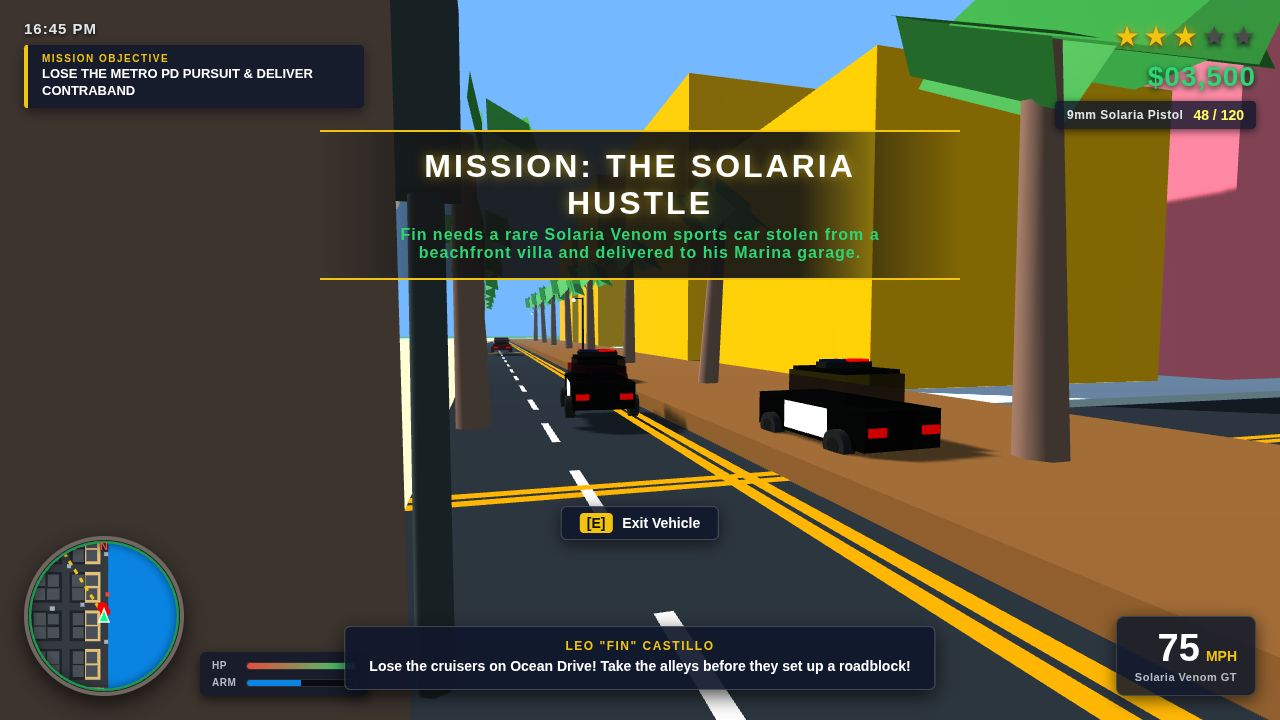 16:45 PM
MISSION OBJECTIVE
LOSE THE METRO PD PURSUIT & DELIVER
CONTRABAND
$03,500
9mm Solaria Pistol 48 / 120
MISSION: THE SOLARIA
HUSTLE
Fin needs a rare Solaria Venom sports car stolen from a
beachfront villa and delivered to his Marina garage.
[E] Exit Vehicle
N
HP
ARM
LEO "FIN" CASTILLO
Lose the cruisers on Ocean Drive! Take the alleys before they set up a roadblock!
75 MPH
Solaria Venom GT